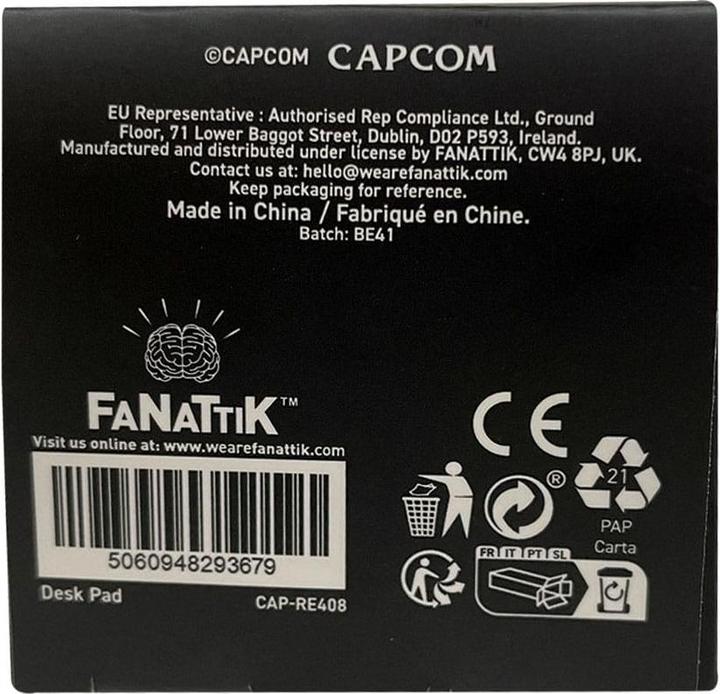 ©CAPCOM CAPCOM
EU Representative : Authorised Rep Compliance Ltd., Ground
Floor, 71 Lower Baggot Street, Dublin, D02 P593, Ireland.
Manufactured and distributed under license by FANATTIK, CW4 8PJ, UK.
Contact us at: hello@wearefanattik.com
Keep packaging for reference.
Made in China / Fabriqué en Chine.
Batch: BE41
FANATTIK™
Visit us online at: www.wearefanattik.com
5060948293679
Desk Pad
CAP-RE408
CE
®
21
PAP
Carta
FR IT PT SL